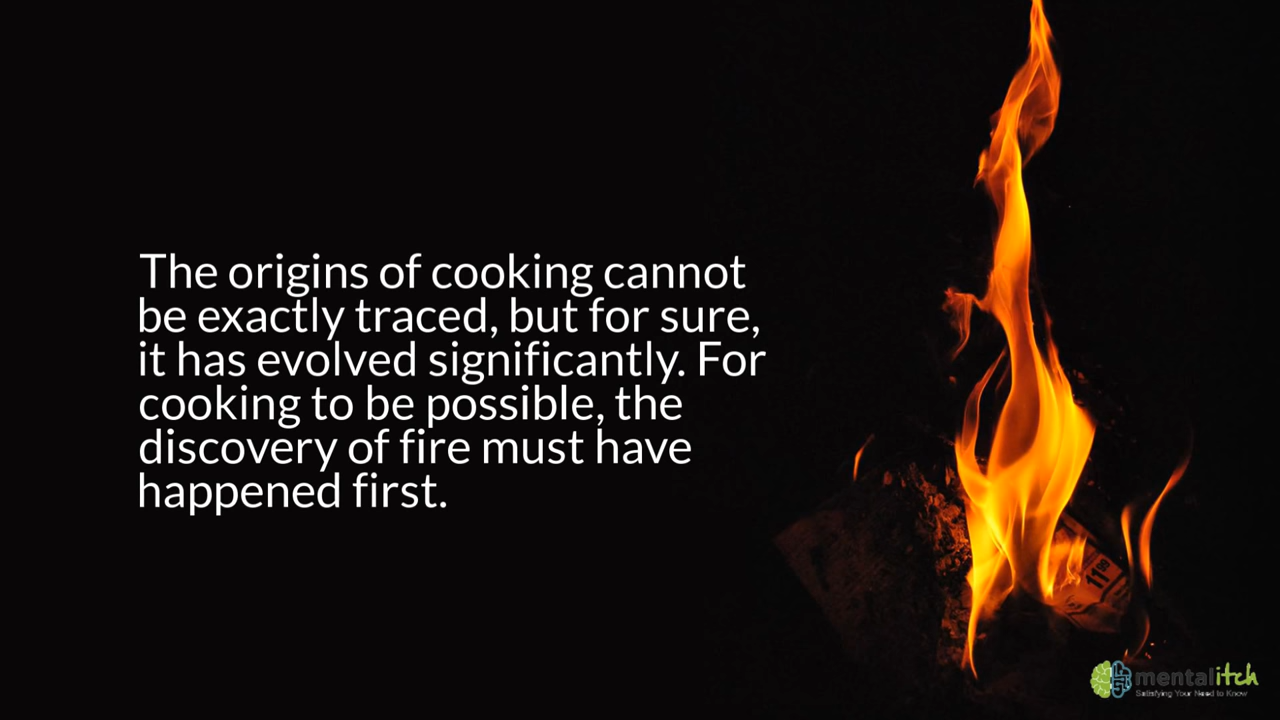 The origins of cooking cannot
be exactly traced, but for sure,
it has evolved significantly. For
cooking to be possible, the
discovery of fire must have
happened first.
11⁹⁹
mentalitch
Satisfying Your Need to Know